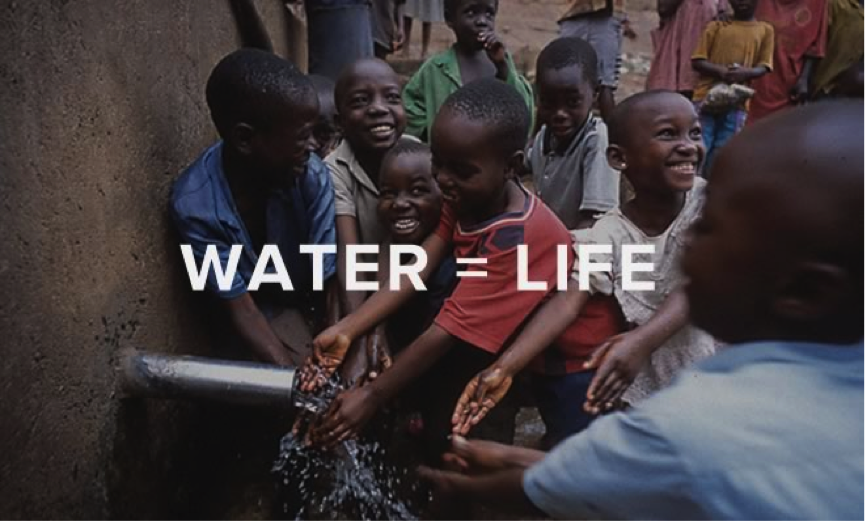 WATER = LIFE